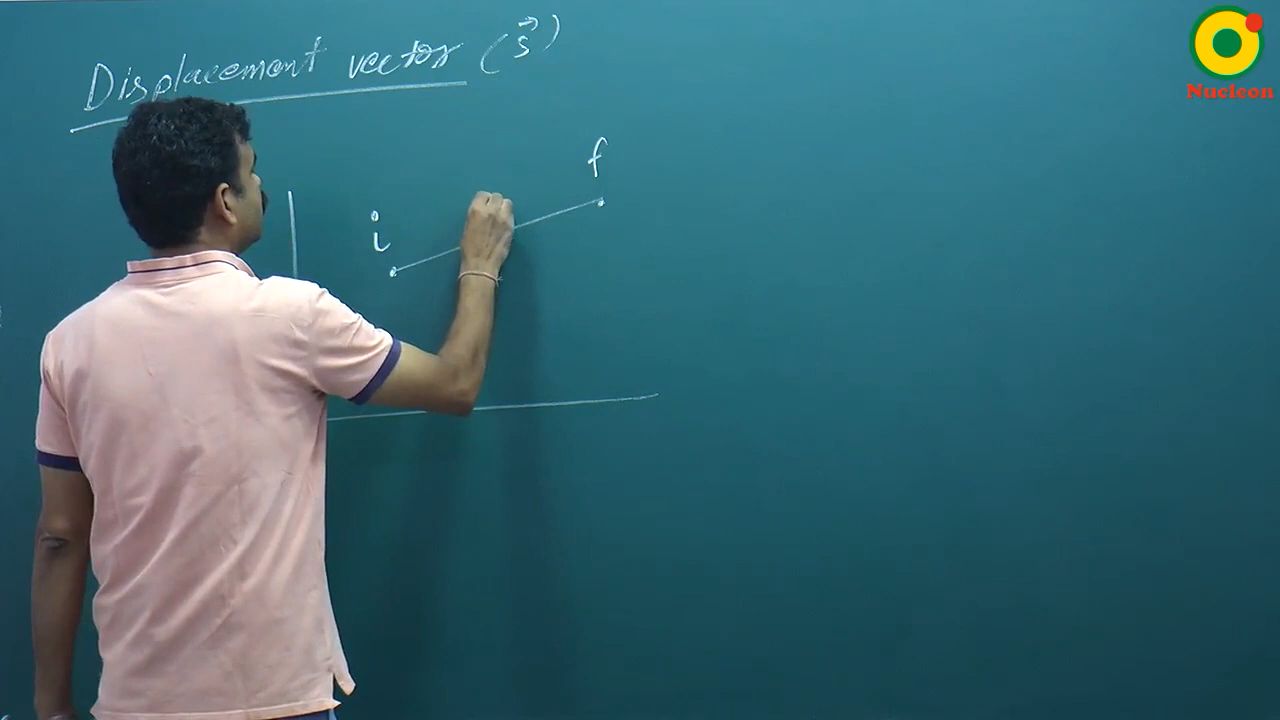 Displacement vector (s⃗)
f
i
Nucleon